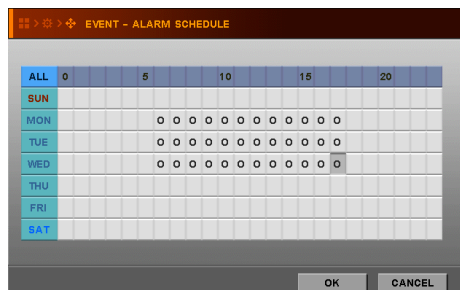 EVENT - ALARM SCHEDULE
ALL 0 5 10 15 20
SUN
MON O O O O O O O O O O O O
TUE O O O O O O O O O O O O
WED O O O O O O O O O O O O
THU
FRI
SAT
OK CANCEL